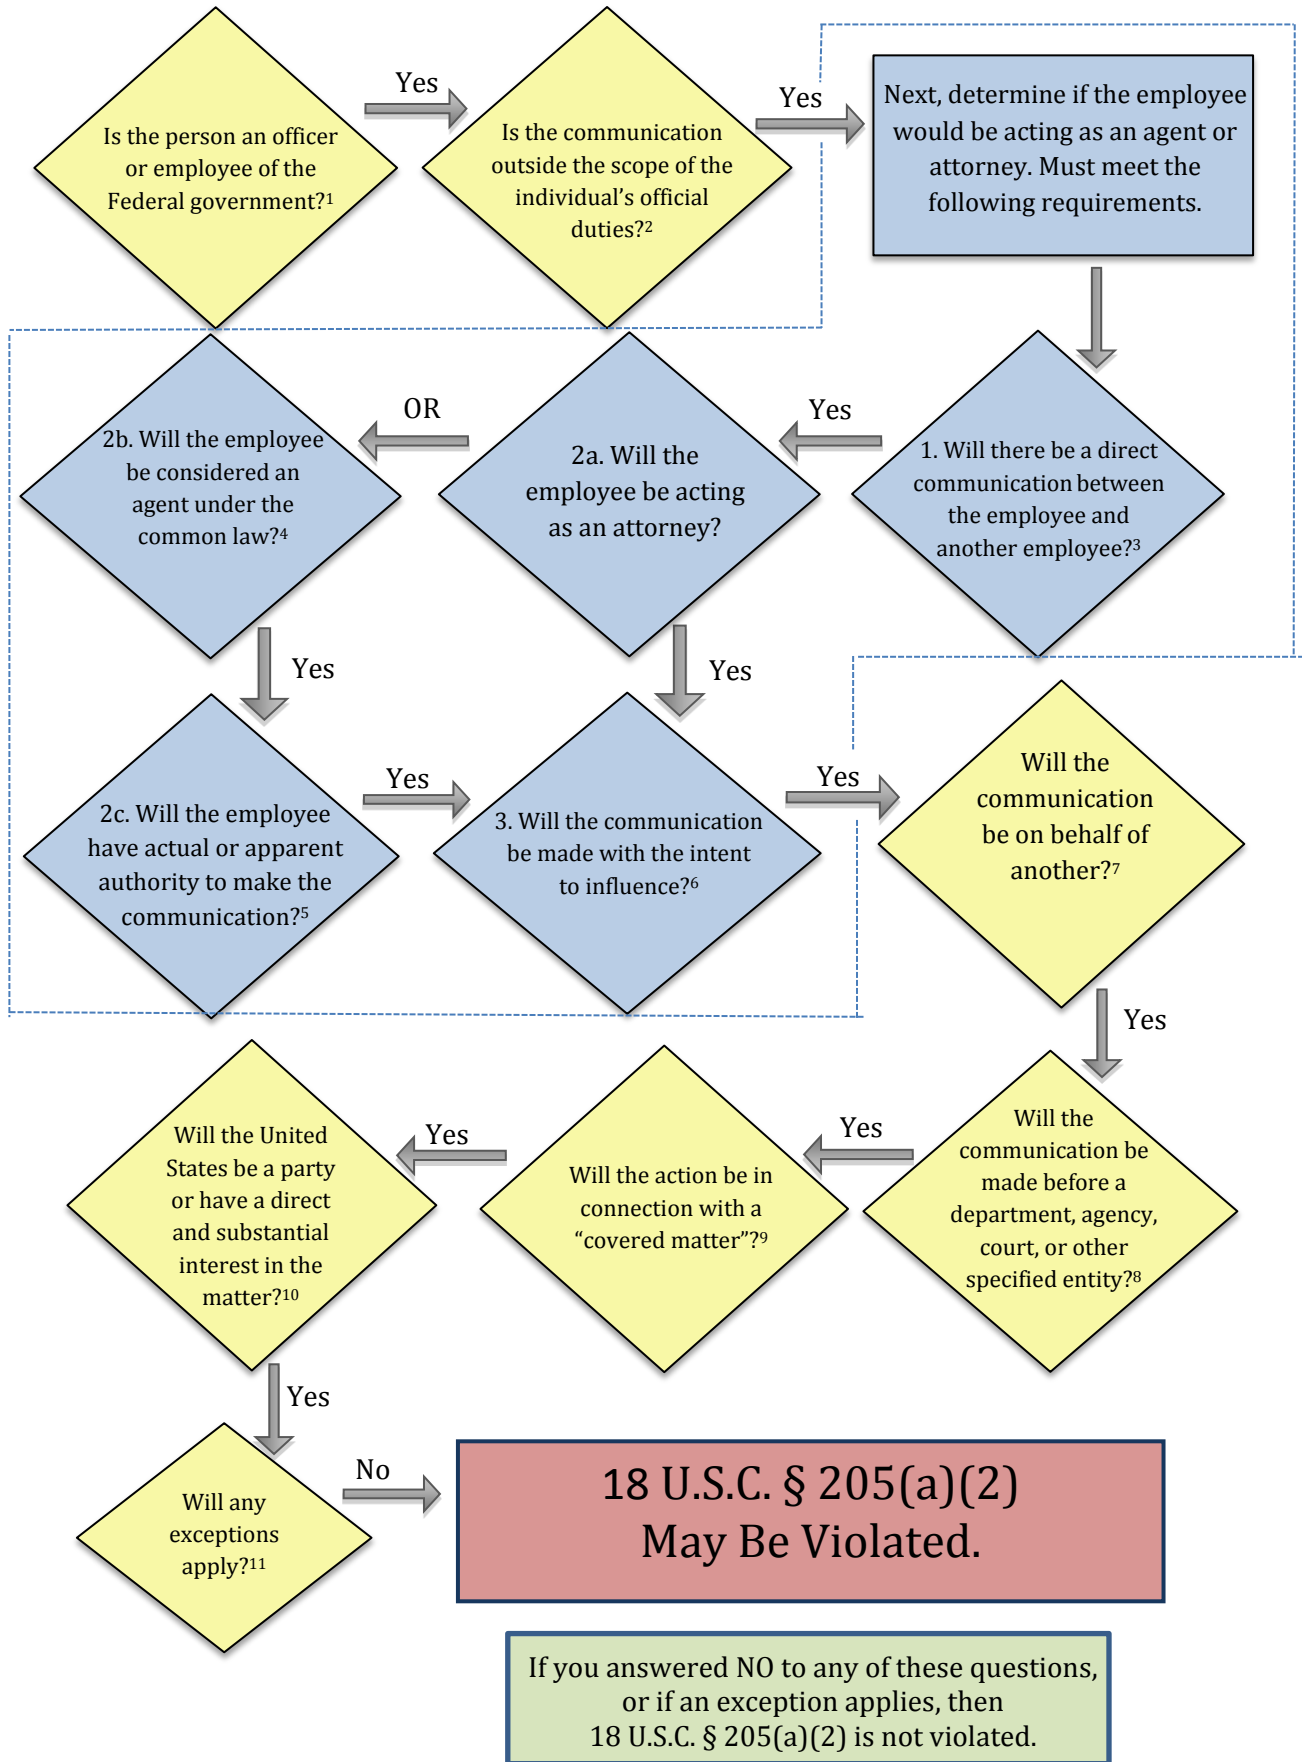 Is the person an officer
or employee of the
Federal government?¹
Yes
Is the communication
outside the scope of the
individual’s official
duties?²
Yes
Next, determine if the employee
would be acting as an agent or
attorney. Must meet the
following requirements.
1. Will there be a direct
communication between
the employee and
another employee?³
Yes
2a. Will the
employee be acting
as an attorney?
OR
2b. Will the employee
be considered an
agent under the
common law?⁴
Yes
Yes
2c. Will the employee
have actual or apparent
authority to make the
communication?⁵
Yes
3. Will the communication
be made with the intent
to influence?⁶
Yes
Will the
communication
be on behalf of
another?⁷
Yes
Will the
communication be
made before a
department, agency,
court, or other
specified entity?⁸
Yes
Will the action be in
connection with a
“covered matter”?⁹
Yes
Will the United
States be a party
or have a direct
and substantial
interest in the
matter?¹⁰
Yes
Will any
exceptions
apply?¹¹
No
18 U.S.C. § 205(a)(2)
May Be Violated.
If you answered NO to any of these questions,
or if an exception applies, then
18 U.S.C. § 205(a)(2) is not violated.